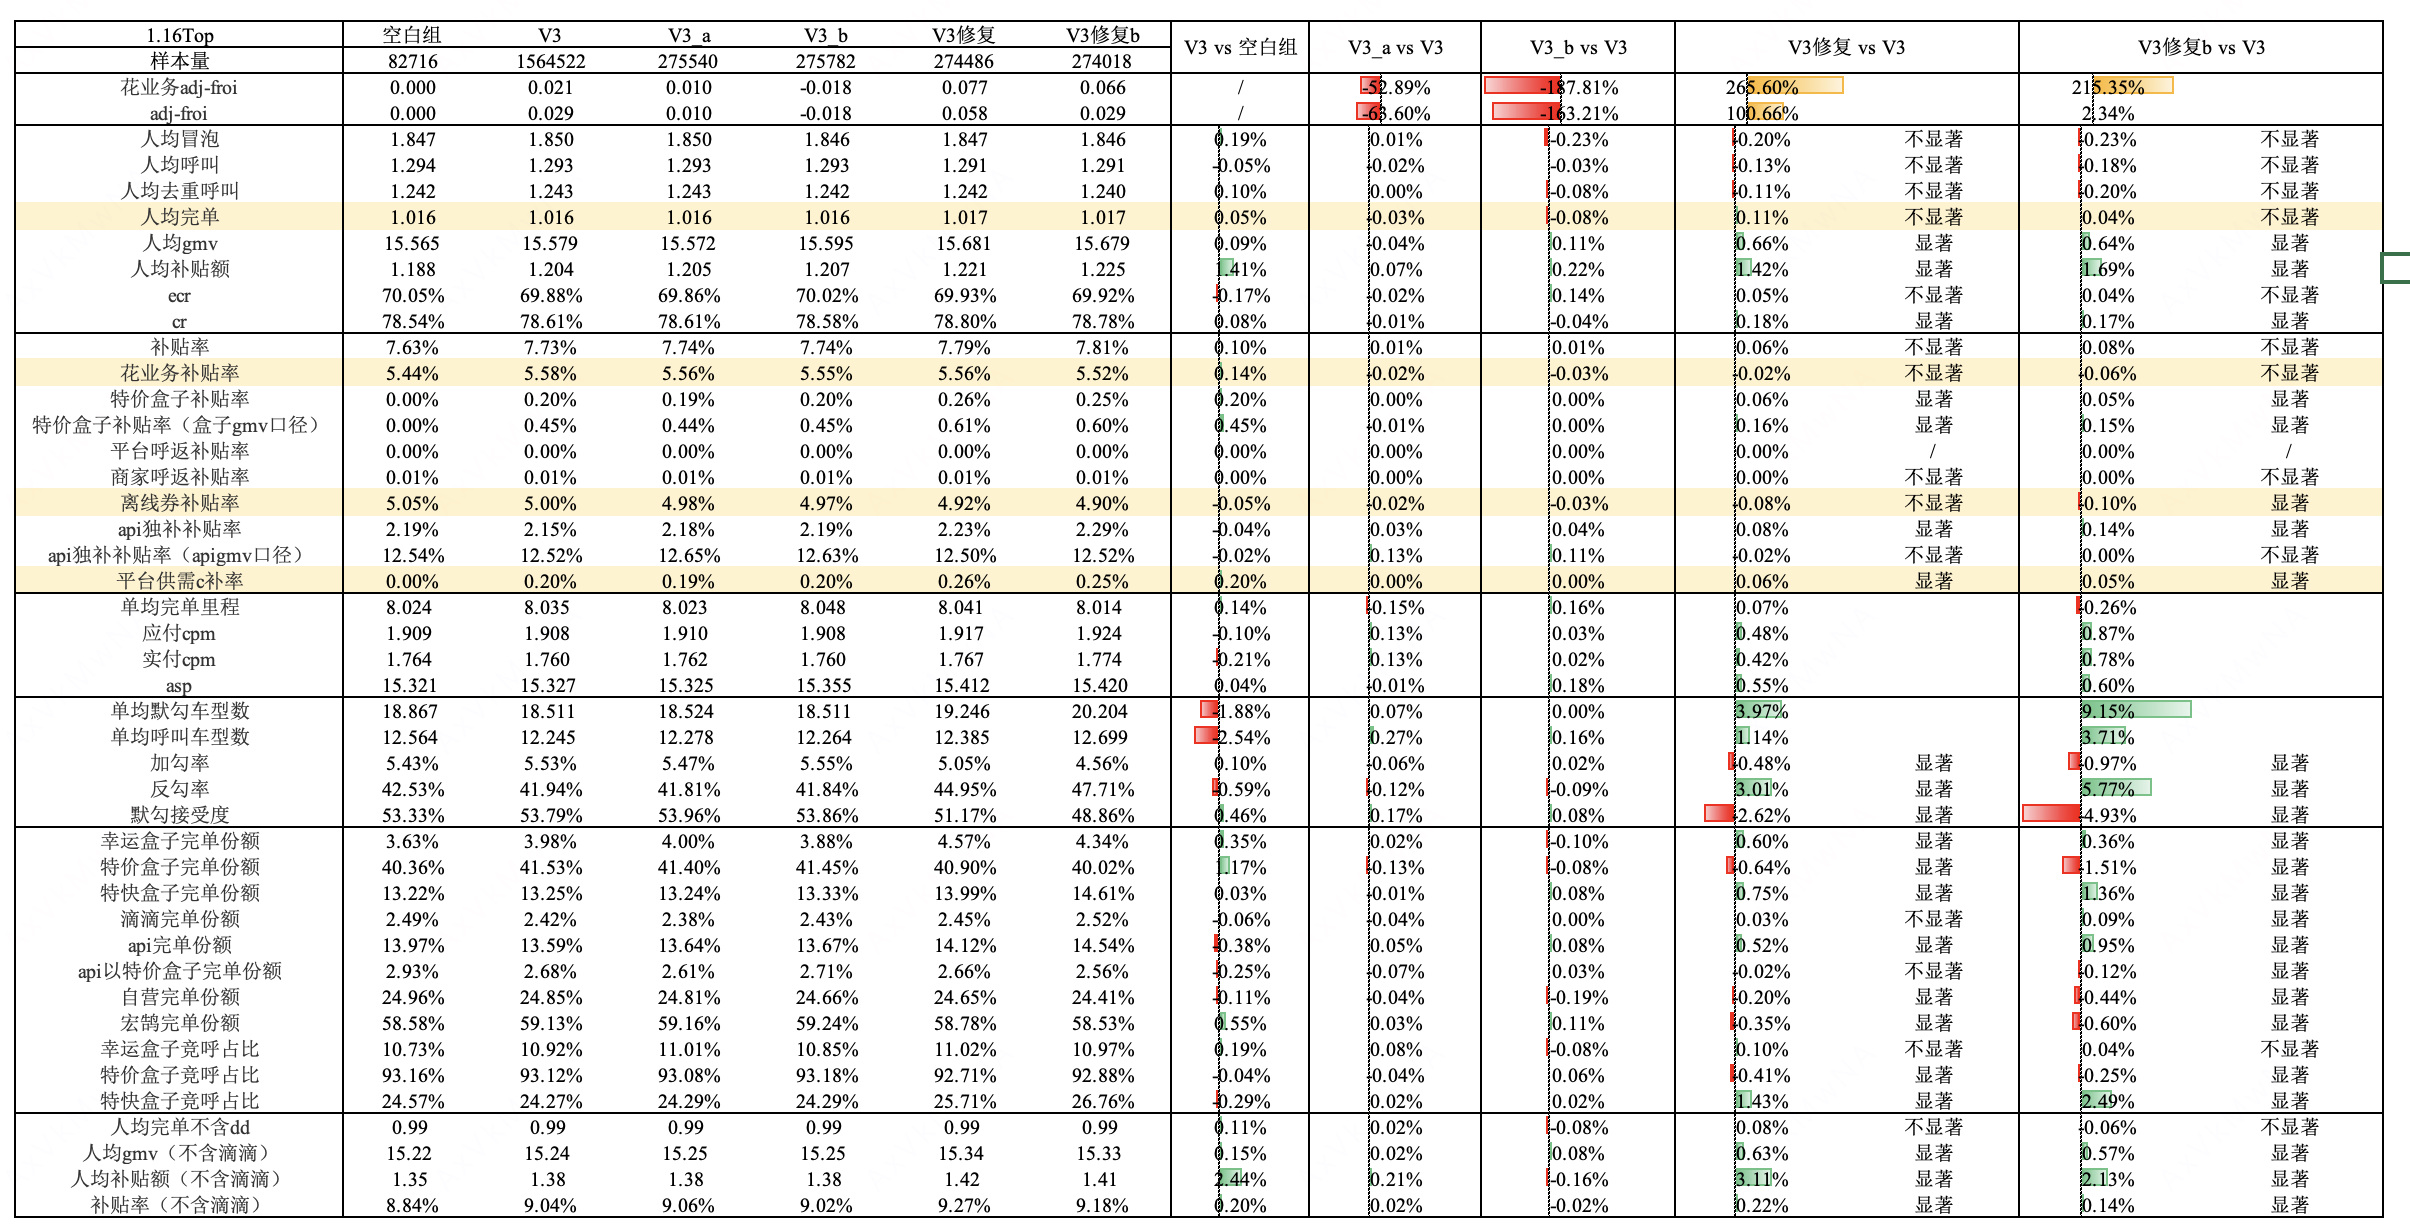 1.16Top 空白组 V3 V3_a V3_b V3修复 V3修复b V3 vs 空白组 V3_a vs V3 V3_b vs V3 V3修复 vs V3 V3修复b vs V3
样本量 82716 1564522 275540 275782 274486 274018
花业务adj-froi 0.000 0.021 0.010 -0.018 0.077 0.066 / -52.89% -187.81% 265.60% 215.35%
adj-froi 0.000 0.029 0.010 -0.018 0.058 0.029 / -63.60% -163.21% 100.66% 2.34%
人均冒泡 1.847 1.850 1.850 1.846 1.847 1.846 0.19% 0.01% -0.23% -0.20% 不显著 -0.23% 不显著
人均呼叫 1.294 1.293 1.293 1.293 1.291 1.291 -0.05% -0.02% -0.03% -0.13% 不显著 -0.18% 不显著
人均去重呼叫 1.242 1.243 1.243 1.242 1.242 1.240 0.10% 0.00% -0.08% -0.11% 不显著 -0.20% 不显著
人均完单 1.016 1.016 1.016 1.016 1.017 1.017 0.05% -0.03% -0.08% 0.11% 不显著 0.04% 不显著
人均gmv 15.565 15.579 15.572 15.595 15.681 15.679 0.09% -0.04% 0.11% 0.66% 显著 0.64% 显著
人均补贴额 1.188 1.204 1.205 1.207 1.221 1.225 1.41% 0.07% 0.22% 1.42% 显著 1.69% 显著
ecr 70.05% 69.88% 69.86% 70.02% 69.93% 69.92% -0.17% -0.02% 0.14% 0.05% 不显著 0.04% 不显著
cr 78.54% 78.61% 78.61% 78.58% 78.80% 78.78% 0.08% -0.01% -0.04% 0.18% 显著 0.17% 显著
补贴率 7.63% 7.73% 7.74% 7.74% 7.79% 7.81% 0.10% 0.01% 0.01% 0.06% 不显著 0.08% 不显著
花业务补贴率 5.44% 5.58% 5.56% 5.55% 5.56% 5.52% 0.14% -0.02% -0.03% -0.02% 不显著 -0.06% 不显著
特价盒子补贴率 0.00% 0.20% 0.19% 0.20% 0.26% 0.25% 0.20% 0.00% 0.00% 0.06% 显著 0.05% 显著
特价盒子补贴率（盒子gmv口径） 0.00% 0.45% 0.44% 0.45% 0.61% 0.60% 0.45% -0.01% 0.00% 0.16% 显著 0.15% 显著
平台呼返补贴率 0.00% 0.00% 0.00% 0.00% 0.00% 0.00% 0.00% 0.00% 0.00% 0.00% / 0.00% /
商家呼返补贴率 0.01% 0.01% 0.01% 0.01% 0.01% 0.01% 0.00% 0.00% 0.00% 0.00% 不显著 0.00% 不显著
离线券补贴率 5.05% 5.00% 4.98% 4.97% 4.92% 4.90% -0.05% -0.02% -0.03% -0.08% 不显著 -0.10% 显著
api独补补贴率 2.19% 2.15% 2.18% 2.19% 2.23% 2.29% -0.04% 0.03% 0.04% 0.08% 显著 0.14% 显著
api独补补贴率（apigmv口径） 12.54% 12.52% 12.65% 12.63% 12.50% 12.52% -0.02% 0.13% 0.11% -0.02% 不显著 0.00% 不显著
平台供需c补率 0.00% 0.20% 0.19% 0.20% 0.26% 0.25% 0.20% 0.00% 0.00% 0.06% 显著 0.05% 显著
单均完单里程 8.024 8.035 8.023 8.048 8.041 8.014 0.14% -0.15% 0.16% 0.07% -0.26%
应付cpm 1.909 1.908 1.910 1.908 1.917 1.924 -0.10% 0.13% 0.03% 0.48% 0.87%
实付cpm 1.764 1.760 1.762 1.760 1.767 1.774 -0.21% 0.13% 0.02% 0.42% 0.78%
asp 15.321 15.327 15.325 15.355 15.412 15.420 0.04% -0.01% 0.18% 0.55% 0.60%
单均默勾车型数 18.867 18.511 18.524 18.511 19.246 20.204 -1.88% 0.07% 0.00% 3.97% 9.15%
单均呼叫车型数 12.564 12.245 12.278 12.264 12.385 12.699 -2.54% 0.27% 0.16% 1.14% 3.71%
加勾率 5.43% 5.53% 5.47% 5.55% 5.05% 4.56% 0.10% -0.06% 0.02% -0.48% 显著 -0.97% 显著
反勾率 42.53% 41.94% 41.81% 41.84% 44.95% 47.71% -0.59% -0.12% -0.09% 3.01% 显著 5.77% 显著
默勾接受度 53.33% 53.79% 53.96% 53.86% 51.17% 48.86% 0.46% 0.17% 0.08% -2.62% 显著 -4.93% 显著
幸运盒子完单份额 3.63% 3.98% 4.00% 3.88% 4.57% 4.34% 0.35% 0.02% -0.10% 0.60% 显著 0.36% 显著
特价盒子完单份额 40.36% 41.53% 41.40% 41.45% 40.90% 40.02% 1.17% -0.13% -0.08% -0.64% 显著 -1.51% 显著
特快盒子完单份额 13.22% 13.25% 13.24% 13.33% 13.99% 14.61% 0.03% -0.01% 0.08% 0.75% 显著 1.36% 显著
滴滴完单份额 2.49% 2.42% 2.38% 2.43% 2.45% 2.52% -0.06% -0.04% 0.00% 0.03% 不显著 0.09% 显著
api完单份额 13.97% 13.59% 13.64% 13.67% 14.12% 14.54% -0.38% 0.05% 0.08% 0.52% 显著 0.95% 显著
api以特价盒子完单份额 2.93% 2.68% 2.61% 2.71% 2.66% 2.56% -0.25% -0.07% 0.03% -0.02% 不显著 -0.12% 显著
自营完单份额 24.96% 24.85% 24.81% 24.66% 24.65% 24.41% -0.11% -0.04% -0.19% -0.20% 显著 -0.44% 显著
宏鹄完单份额 58.58% 59.13% 59.16% 59.24% 58.78% 58.53% 0.55% 0.03% 0.11% -0.35% 显著 -0.60% 显著
幸运盒子竞呼占比 10.73% 10.92% 11.01% 10.85% 11.02% 10.97% 0.19% 0.08% -0.08% 0.10% 不显著 0.04% 不显著
特价盒子竞呼占比 93.16% 93.12% 93.08% 93.18% 92.71% 92.88% -0.04% -0.04% 0.06% -0.41% 显著 -0.25% 显著
特快盒子竞呼占比 24.57% 24.27% 24.29% 24.29% 25.71% 26.76% -0.29% 0.02% 0.02% 1.43% 显著 2.49% 显著
人均完单不含dd 0.99 0.99 0.99 0.99 0.99 0.99 0.11% 0.02% -0.08% 0.08% 不显著 -0.06% 不显著
人均gmv（不含滴滴） 15.22 15.24 15.25 15.25 15.34 15.33 0.15% 0.02% 0.08% 0.63% 显著 0.57% 显著
人均补贴额（不含滴滴） 1.35 1.38 1.38 1.38 1.42 1.41 2.44% 0.21% -0.16% 3.11% 显著 2.13% 显著
补贴率（不含滴滴） 8.84% 9.04% 9.06% 9.02% 9.27% 9.18% 0.20% 0.02% -0.02% 0.22% 显著 0.14% 显著